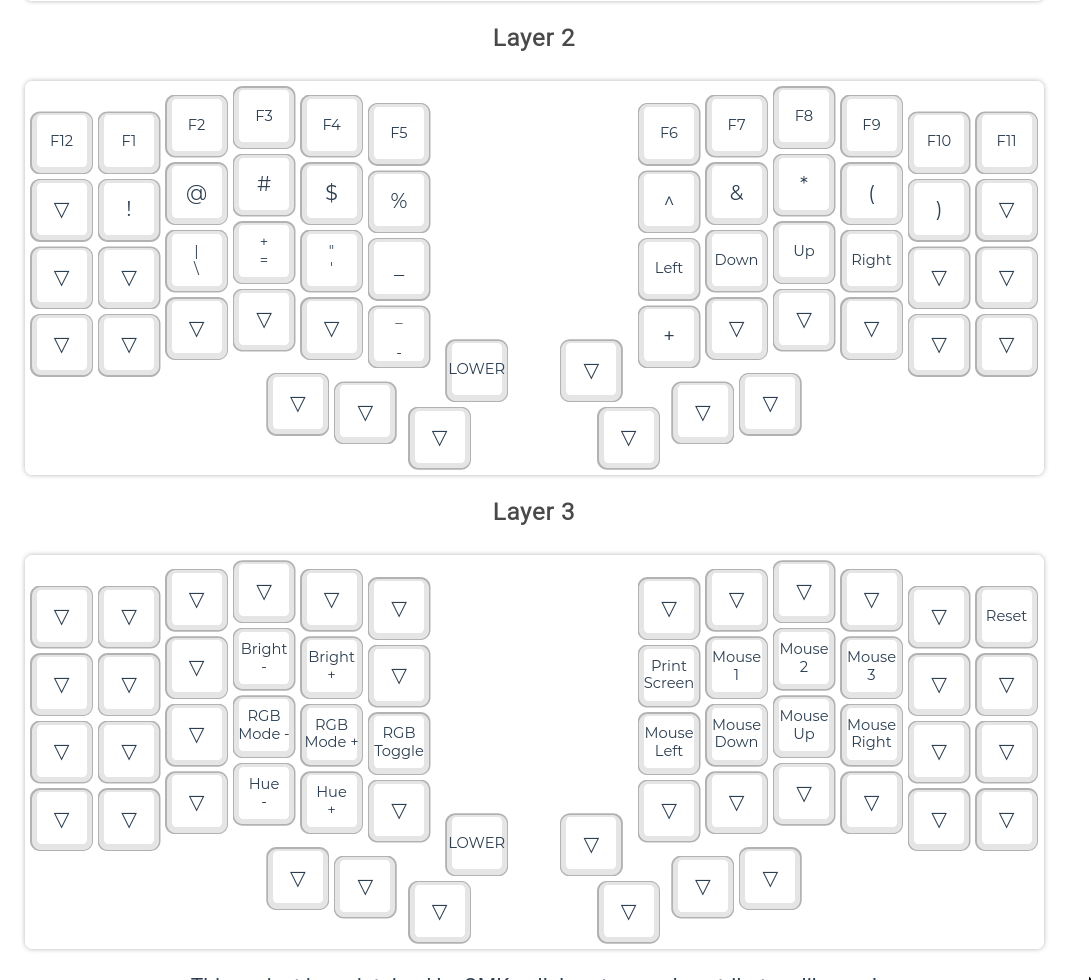 Layer 2
F12 F1 F2 F3 F4 F5 F6 F7 F8 F9 F10 F11
▽ ! @ # $ % ^ & * ( ) ▽
▽ ▽ | + " _ Left Down Up Right ▽ ▽
\ = '
▽ ▽ ▽ ▽ ▽ _ + ▽ ▽ ▽ ▽ ▽
-
LOWER ▽
▽ ▽ ▽ ▽ ▽ ▽
Layer 3
▽ ▽ ▽ ▽ ▽ ▽ ▽ ▽ ▽ ▽ ▽ Reset
▽ ▽ ▽ Bright Bright ▽ Print Mouse Mouse Mouse ▽ ▽
- + Screen 1 2 3
▽ ▽ ▽ RGB RGB RGB Mouse Mouse Mouse Mouse ▽ ▽
Mode - Mode + Toggle Left Down Up Right
▽ ▽ ▽ Hue Hue ▽ ▽ ▽ ▽ ▽ ▽ ▽
- +
LOWER ▽
▽ ▽ ▽ ▽ ▽ ▽